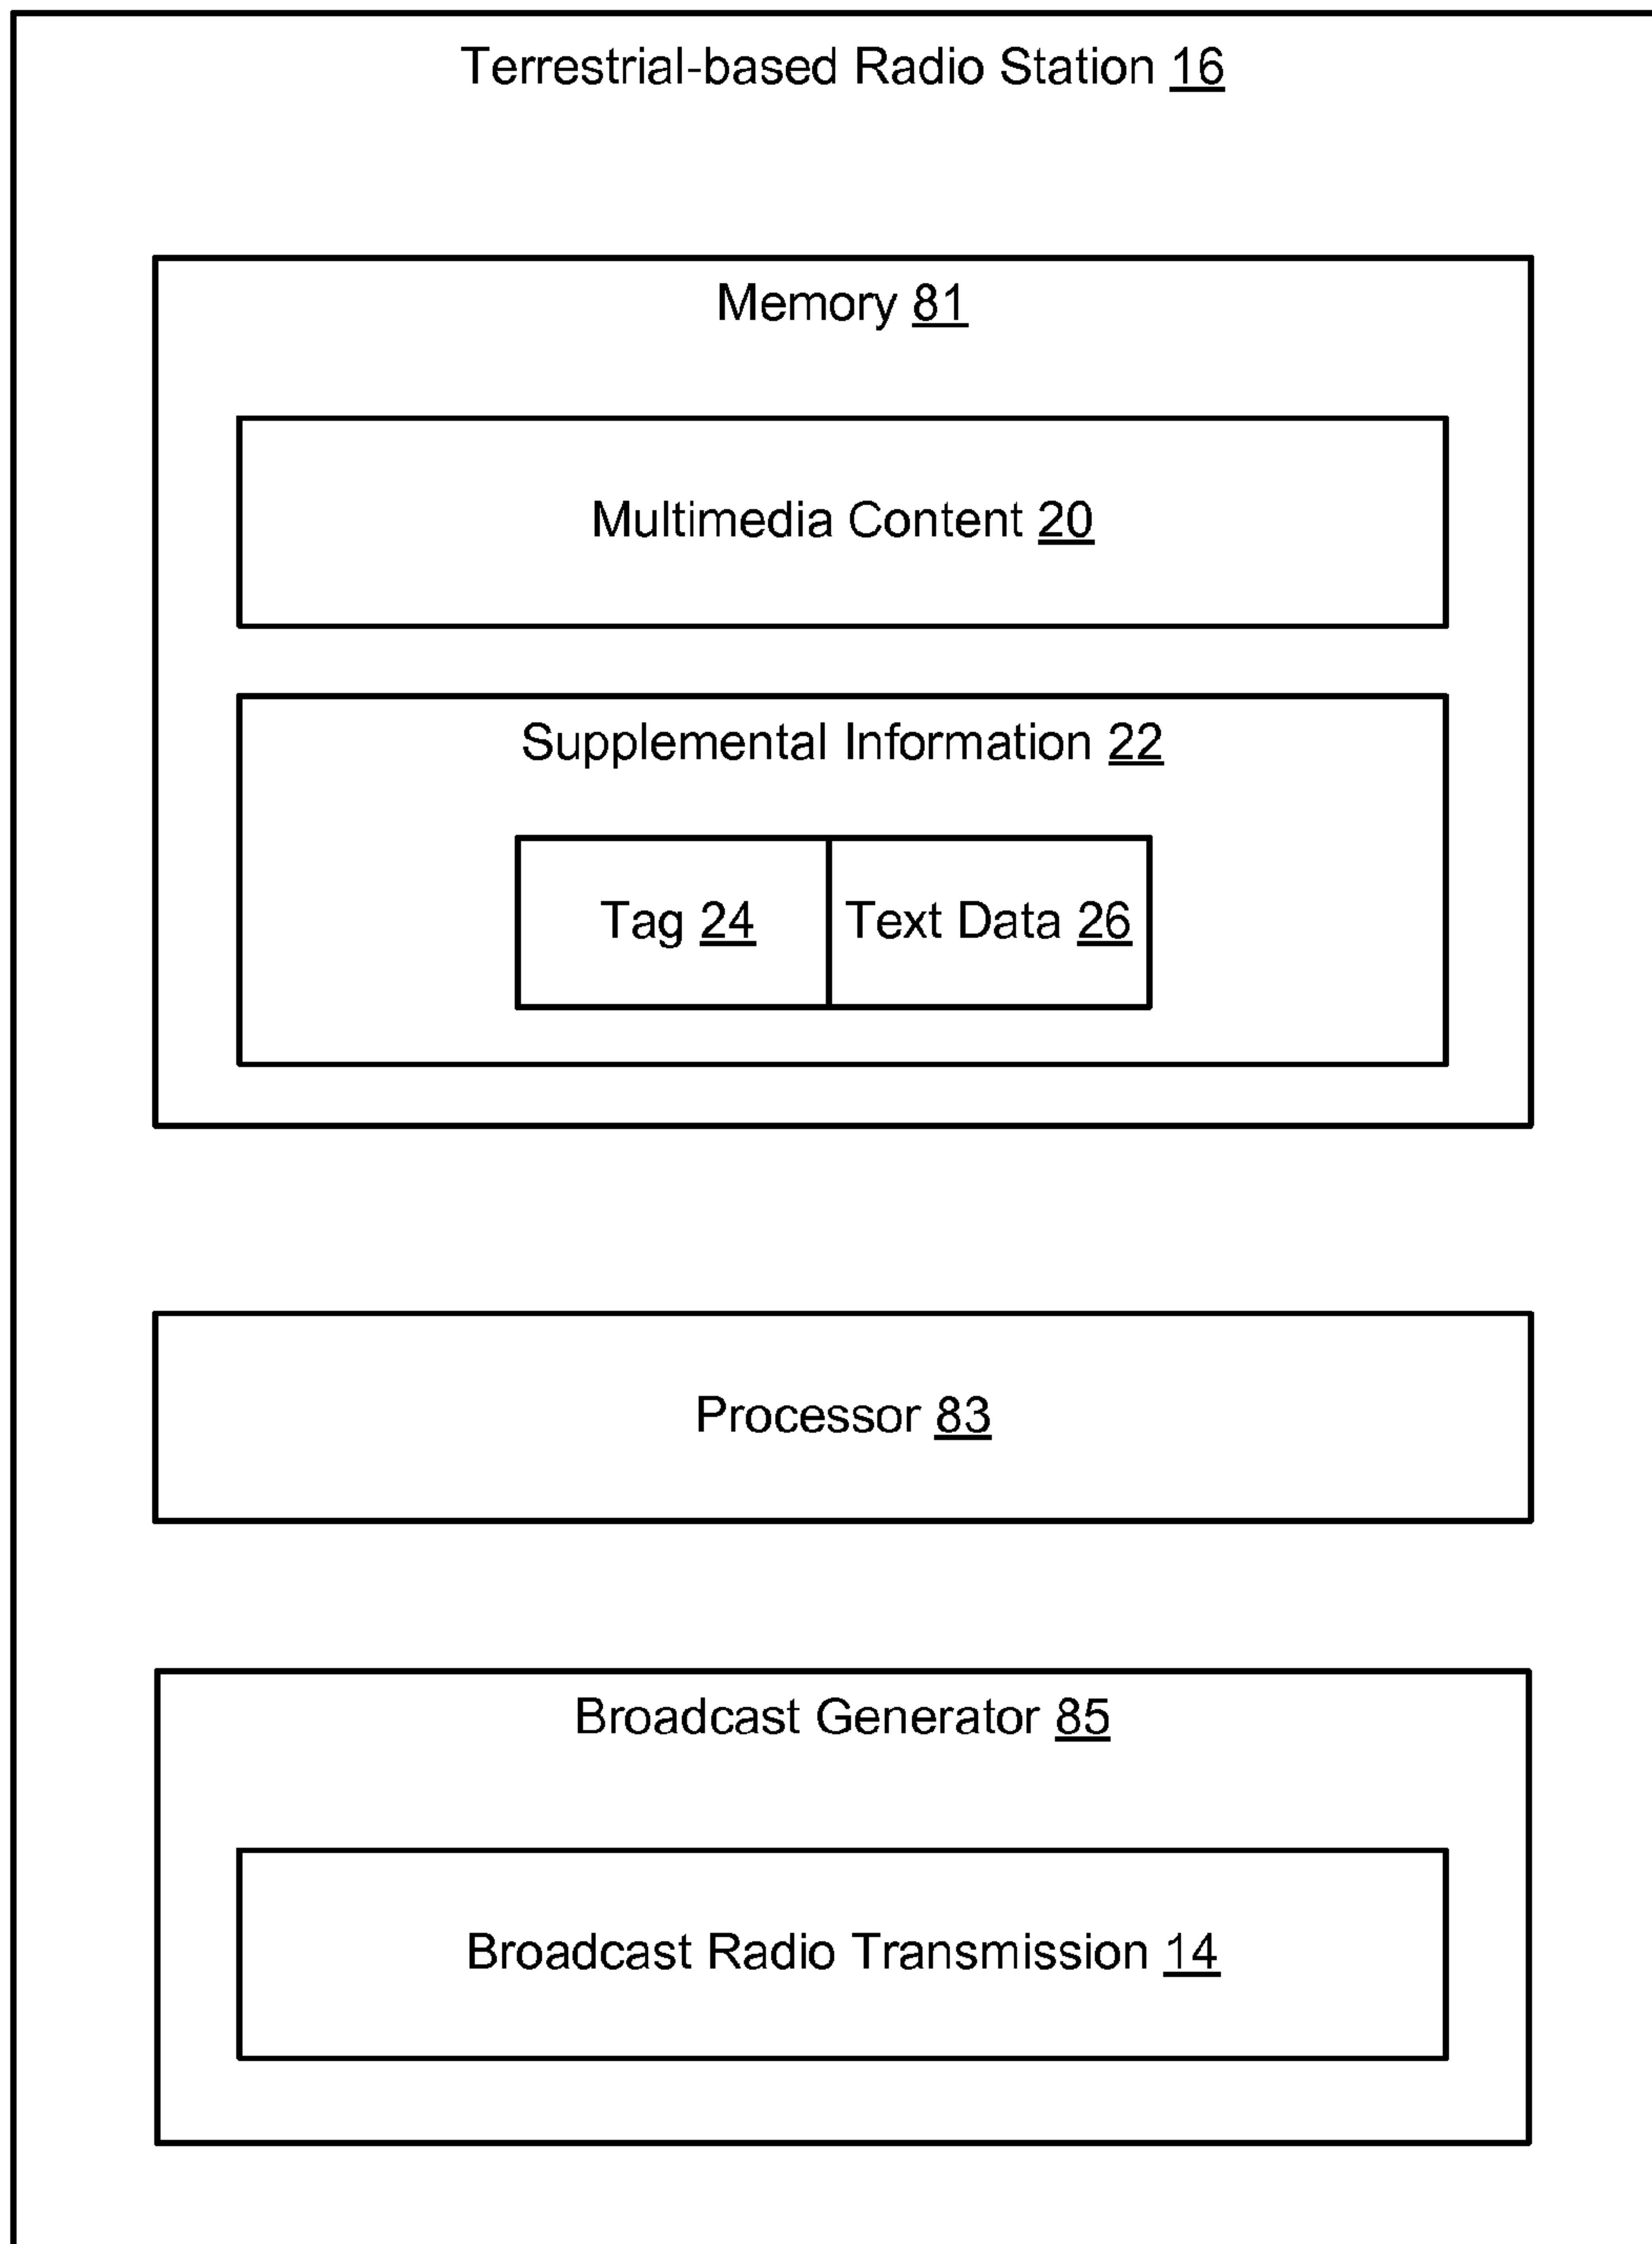 Terrestrial-based Radio Station 16
Memory 81
Multimedia Content 20
Supplemental Information 22
Tag 24
Text Data 26
Processor 83
Broadcast Generator 85
Broadcast Radio Transmission 14